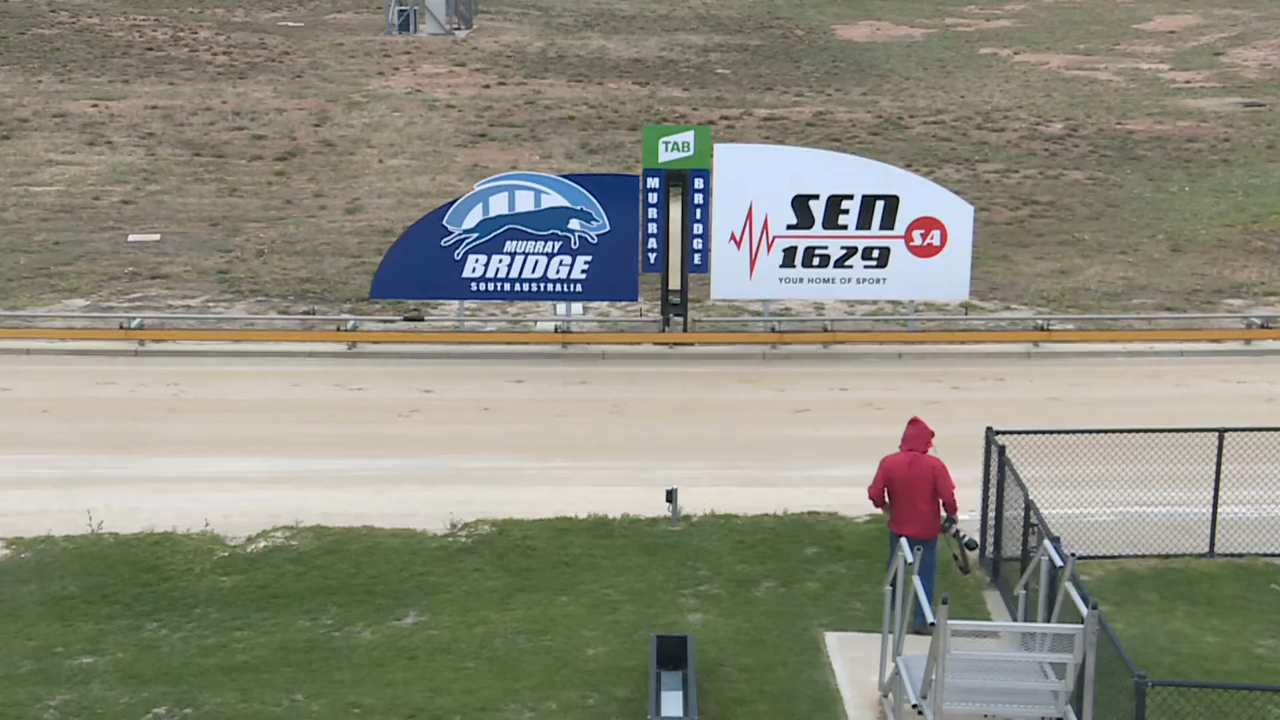 TAB
MURRAY
BRIDGE
MURRAY
BRIDGE
SOUTH AUSTRALIA
SEN
SA
1629
YOUR HOME OF SPORT